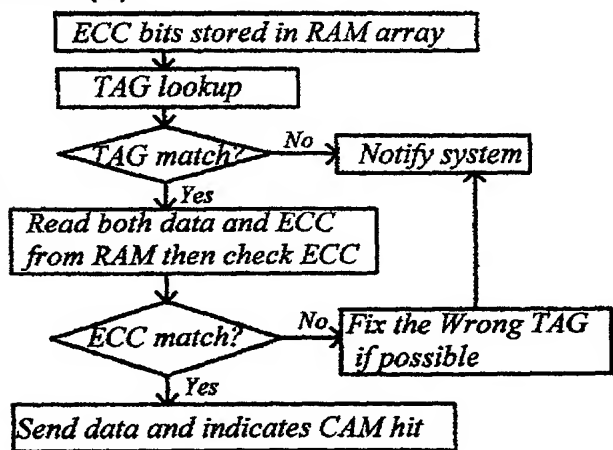 ECC bits stored in RAM array
TAG lookup
TAG match?
No
Notify system
Yes
Read both data and ECC
from RAM then check ECC
ECC match?
No
Fix the Wrong TAG
if possible
Yes
Send data and indicates CAM hit